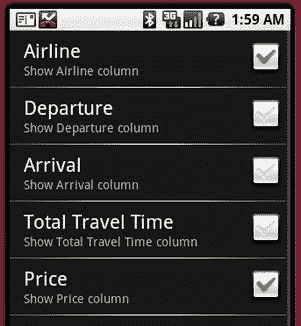 3G
1:59 AM
Airline
Show Airline column
Departure
Show Departure column
Arrival
Show Arrival column
Total Travel Time
Show Total Travel Time column
Price
Show Price column